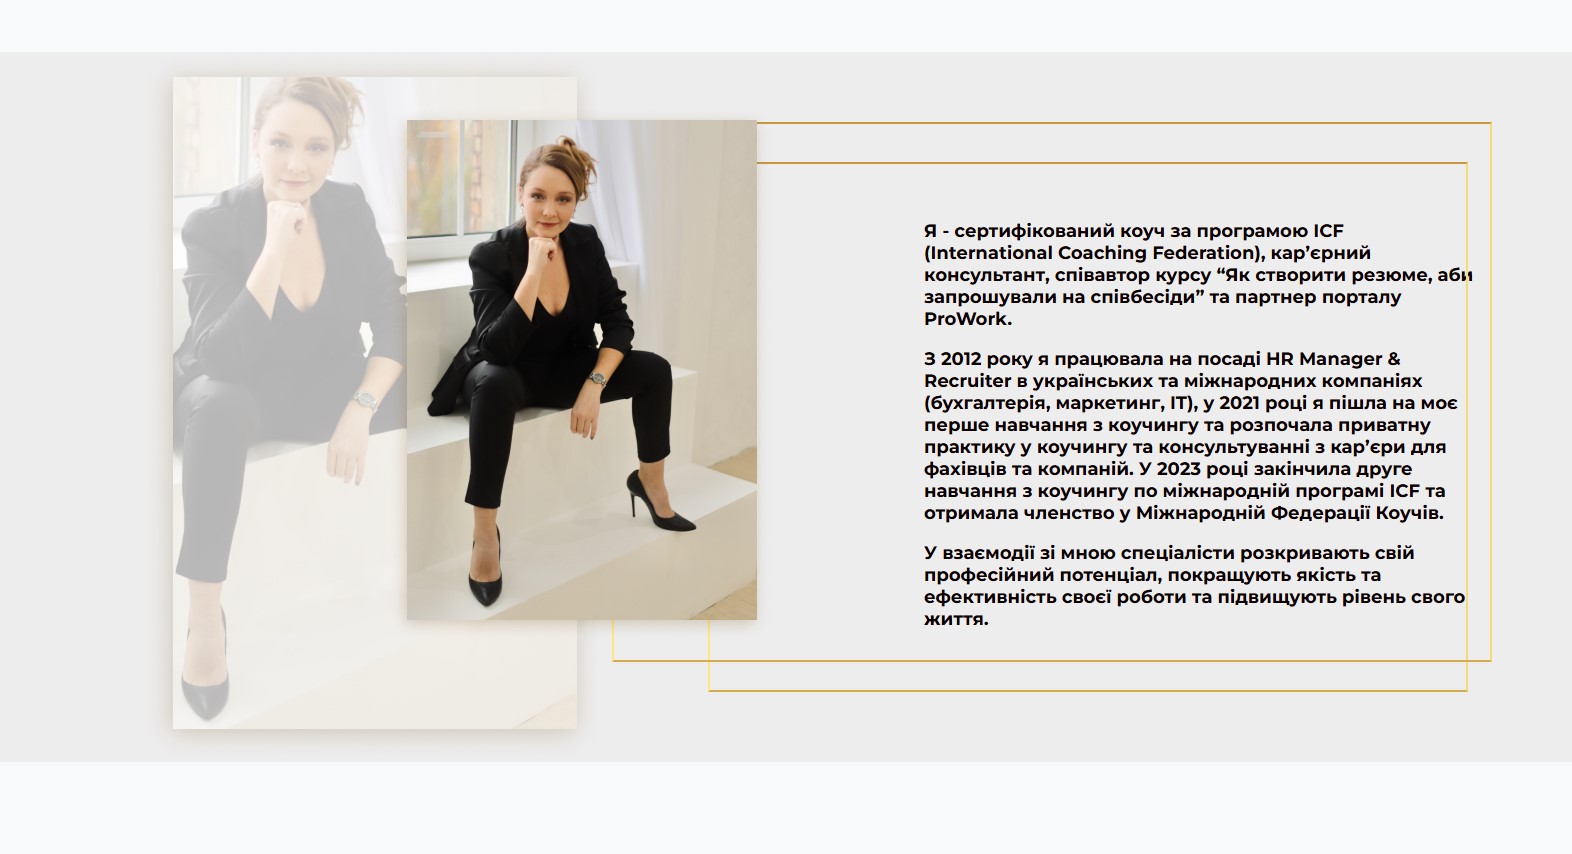 Я - сертифікований коуч за програмою ICF
(International Coaching Federation), кар’єрний
консультант, співавтор курсу “Як створити резюме, аби
запрошували на співбесіди” та партнер порталу
ProWork.
З 2012 року я працювала на посаді HR Manager &
Recruiter в українських та міжнародних компаніях
(бухгалтерія, маркетинг, ІТ), у 2021 році я пішла на моє
перше навчання з коучингу та розпочала приватну
практику у коучингу та консультуванні з кар’єри для
фахівців та компаній. У 2023 році закінчила друге
навчання з коучингу по міжнародній програмі ICF та
отримала членство у Міжнародній Федерації Коучів.
У взаємодії зі мною спеціалісти розкривають свій
професійний потенціал, покращують якість та
ефективність своєї роботи та підвищують рівень свого
життя.